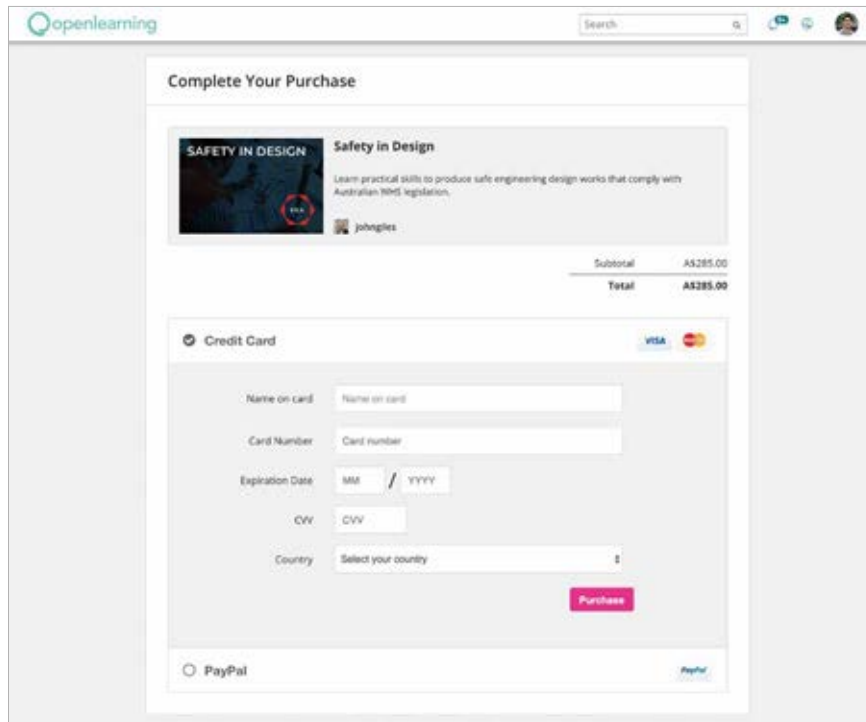 openlearning
Search
Complete Your Purchase
SAFETY IN DESIGN
Safety in Design
Learn practical skills to produce safe engineering design works that comply with
Australian WHS legislation.
johngiles
Subtotal A$285.00
Total A$285.00
Credit Card VISA
Name on card Name on card
Card Number Card number
Expiration Date MM / YYYY
CVV CVV
Country Select your country
Purchase
PayPal PayPal